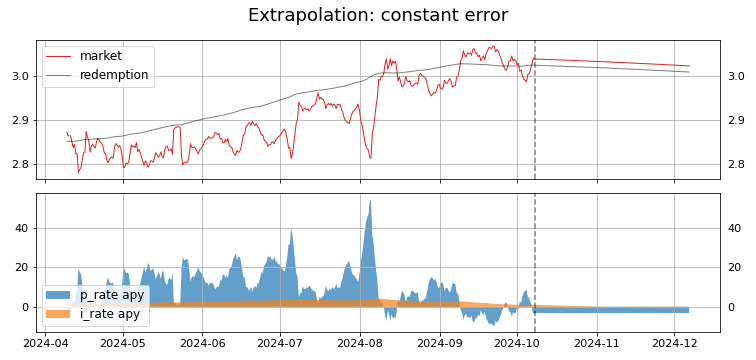 Extrapolation: constant error
market
redemption
3.0 3.0
2.9 2.9
2.8 2.8
40 40
20 20
0 0
p_rate apy
i_rate apy
2024-04 2024-05 2024-06 2024-07 2024-08 2024-09 2024-10 2024-11 2024-12